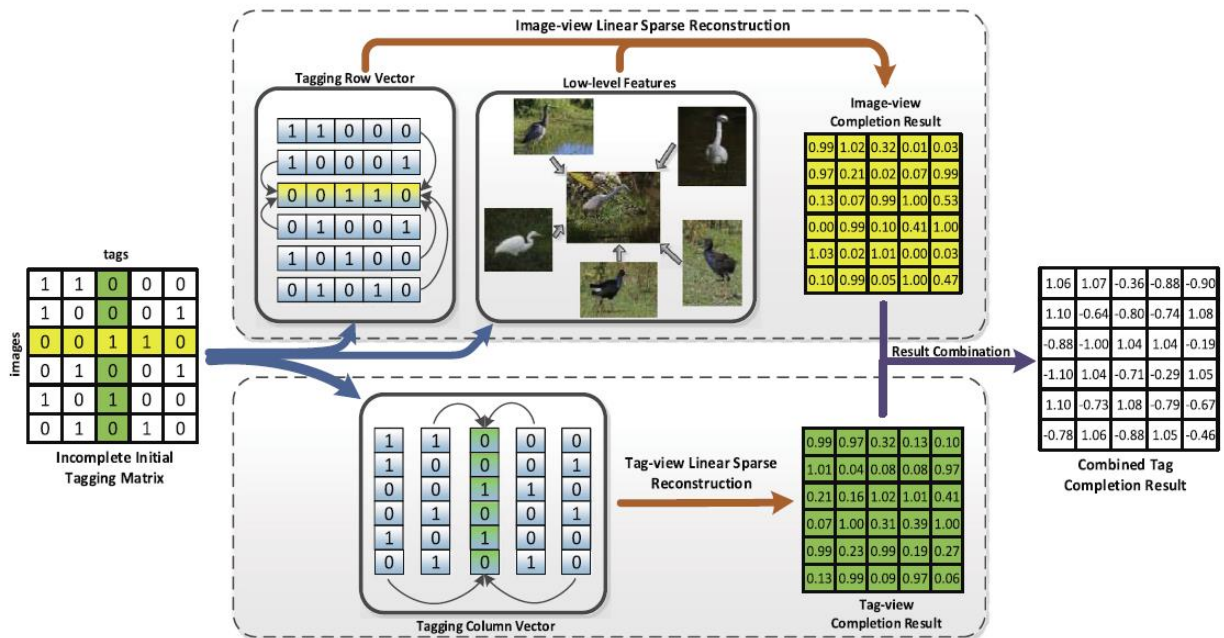 Image-view Linear Sparse Reconstruction
Tagging Row Vector
Low-level Features
1 1 0 0 0
1 0 0 0 1
0 0 1 1 0
0 1 0 0 1
1 0 1 0 0
0 1 0 1 0
Image-view
Completion Result
0.99 1.02 0.32 0.01 0.03
0.97 0.21 0.02 0.07 0.99
0.13 0.07 0.99 1.00 0.53
0.00 0.99 0.10 0.41 1.00
1.03 0.02 1.01 0.00 0.03
0.10 0.99 0.05 1.00 0.47
tags
images
1 1 0 0 0
1 0 0 0 1
0 0 1 1 0
0 1 0 0 1
1 0 1 0 0
0 1 0 1 0
Incomplete Initial
Tagging Matrix
Result Combination
1.06 1.07 -0.36 -0.88 -0.90
1.10 -0.64 -0.80 -0.74 1.08
-0.88 -1.00 1.04 1.04 -0.19
-1.10 1.04 -0.71 -0.29 1.05
1.10 -0.73 1.08 -0.79 -0.67
-0.78 1.06 -0.88 1.05 -0.46
Combined Tag
Completion Result
1 1 0 0 0
1 0 0 0 1
0 0 1 1 0
0 1 0 0 1
1 0 1 0 0
0 1 0 1 0
Tagging Column Vector
Tag-view Linear Sparse
Reconstruction
0.99 0.97 0.32 0.13 0.10
1.01 0.04 0.08 0.08 0.97
0.21 0.16 1.02 1.01 0.41
0.07 1.00 0.31 0.39 1.00
0.99 0.23 0.99 0.19 0.27
0.13 0.99 0.09 0.97 0.06
Tag-view
Completion Result